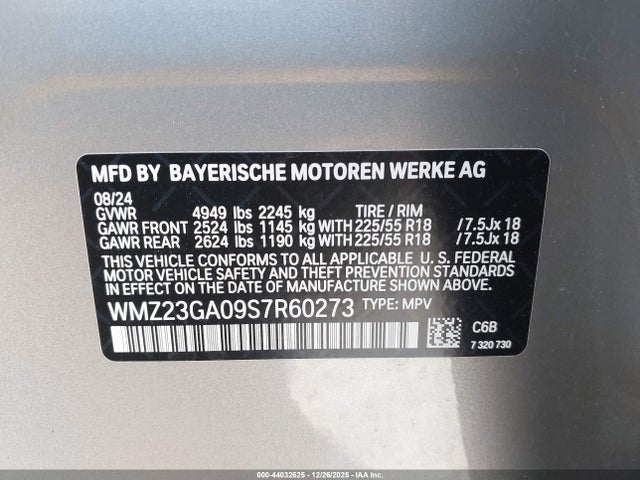 MFD BY BAYERISCHE MOTOREN WERKE AG
08/24
GVWR 4949 lbs 2245 kg TIRE / RIM
GAWR FRONT 2524 lbs 1145 kg WITH 225/55 R18 /7.5Jx 18
GAWR REAR 2624 lbs 1190 kg WITH 225/55 R18 /7.5Jx 18
THIS VEHICLE CONFORMS TO ALL APPLICABLE U. S. FEDERAL
MOTOR VEHICLE SAFETY AND THEFT PREVENTION STANDARDS
IN EFFECT ON THE DATE OF MANUFACTURE SHOWN ABOVE.
WMZ23GA09S7R60273 TYPE: MPV
C6B
7 320 730
000-44032625 - 12/26/2025 - IAA Inc.